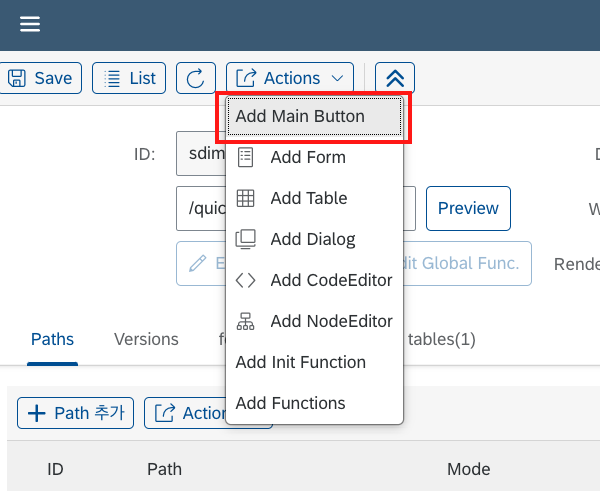 Save
List
Actions
Add Main Button
ID:
sdim
Add Form
Add Table
/quic
Preview
Add Dialog
dit Global Func.
Rende
Add CodeEditor
Add NodeEditor
Paths
Versions
tables(1)
Add Init Function
Add Functions
Path 추가
Action
ID
Path
Mode